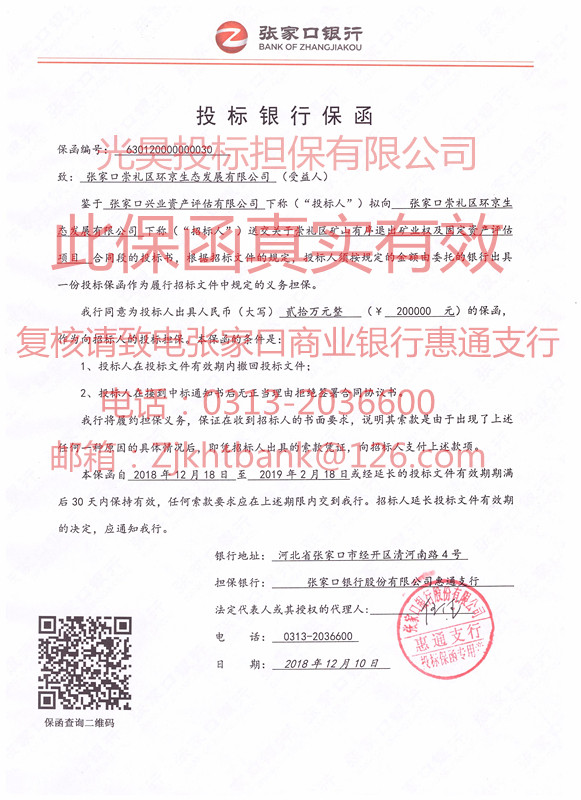 张家口银行
BANK OF ZHANGJIAKOU
投标银行保函
光昊投标担保有限公司
保函编号： 630120000000030
致： 张家口崇礼区环京生态发展有限公司 （受益人）
鉴于 张家口兴业资产评估有限公司 下称（“投标人”）拟向 张家口崇礼区环京生
态发展有限公司 下称（“招标人”）送交关于崇礼区矿山有序退出矿业权及固定资产评估
此保函真实有效
项目 合同段的投标书，根据招标文件的规定，投标人须按规定的金额由委托的银行出具
一份投标保函作为履行招标文件中规定的义务担保。
我行同意为投标人出具人民币（大写） 贰拾万元整 （￥ 200000 元）的保函，
复核请致电张家口商业银行惠通支行
作为向招标人的投标担保。本保函的条件是：
1、投标人在投标文件有效期内撤回投标文件；
2、投标人在接到中标通知书后无正当理由拒绝签署合同协议书。
电话：0313-2036600
我行将履约担保义务，保证在收到招标人的书面要求，说明其索款是由于出现了上述
任何一种原因的具体情况后，即凭招标人出具的索款凭证，向招标人支付上述款项。
邮箱：Zjkhtbank@126.com
本保函自 2018年12月18日 至 2019年2月18日或经延长的投标文件有效期期满
后30天内保持有效，任何索款要求应在上述期限内交到我行。招标人延长投标文件有效期
的决定，应通知我行。
银行地址： 河北省张家口市经开区清河南路4号
担保银行： 张家口银行股份有限公司惠通支行
法定代表人或其授权的代理人：
电 话： 0313-2036600
日 期： 2018年12月10日
张家口银行股份有限公司
惠通支行
投标保函专用章
保函查询二维码